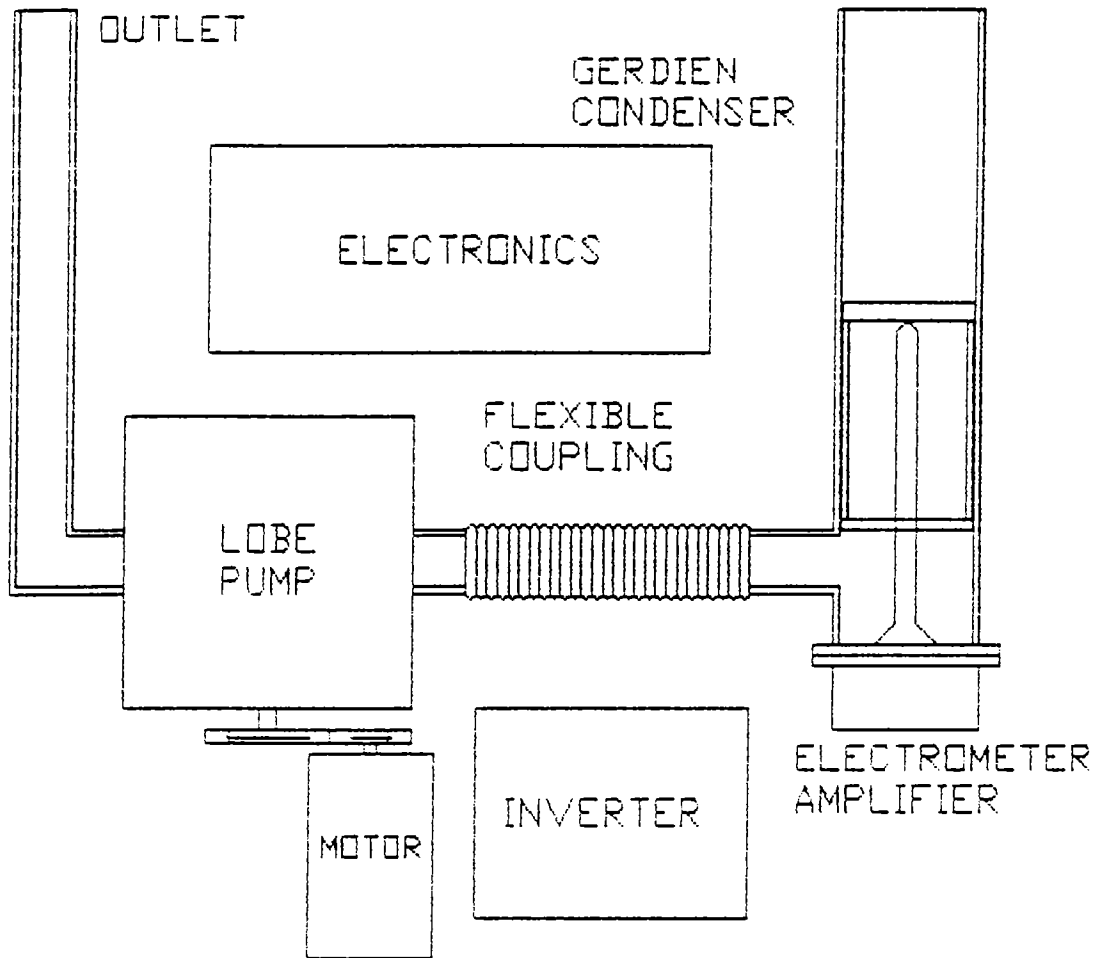 OUTLET
GERDIEN
CONDENSER
ELECTRONICS
FLEXIBLE
COUPLING
LOBE
PUMP
ELECTROMETER
AMPLIFIER
INVERTER
MOTOR